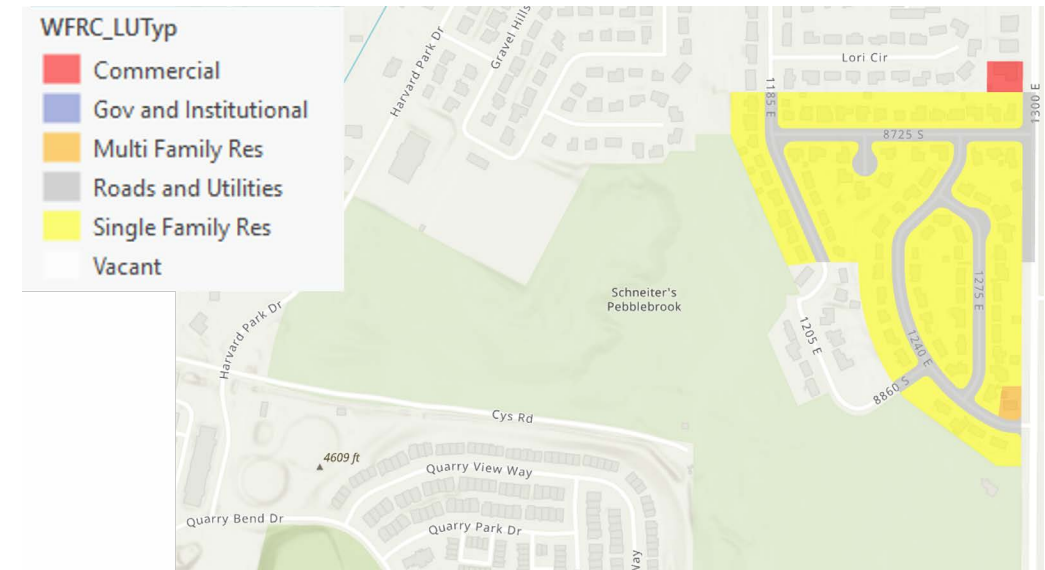 WFRC_LUTyp
Commercial
Gov and Institutional
Multi Family Res
Roads and Utilities
Single Family Res
Vacant
Harvard Park Dr
Gravel Hills
Lori Cir
1185 E
1300 E
8725 S
Schneiter's
Pebblebrook
1275 E
Harvard Park Dr
1205 E
1240 E
8860 S
Cys Rd
4609 ft
Quarry View Way
Quarry Bend Dr
Quarry Park Dr
Way